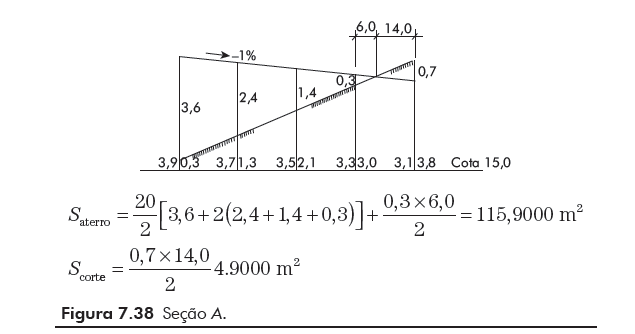 6,0 14,0
–1%
0,7
0,3
1,4
2,4
3,6
3,9 0,3 3,7 1,3 3,5 2,1 3,3 3,0 3,1 3,8 Cota 15,0
S_aterro = 20/2 [3,6 + 2(2,4 + 1,4 + 0,3)] + 0,3 × 6,0/2 = 115,9000 m²
S_corte = 0,7 × 14,0/2 4.9000 m²
Figura 7.38 Seção A.